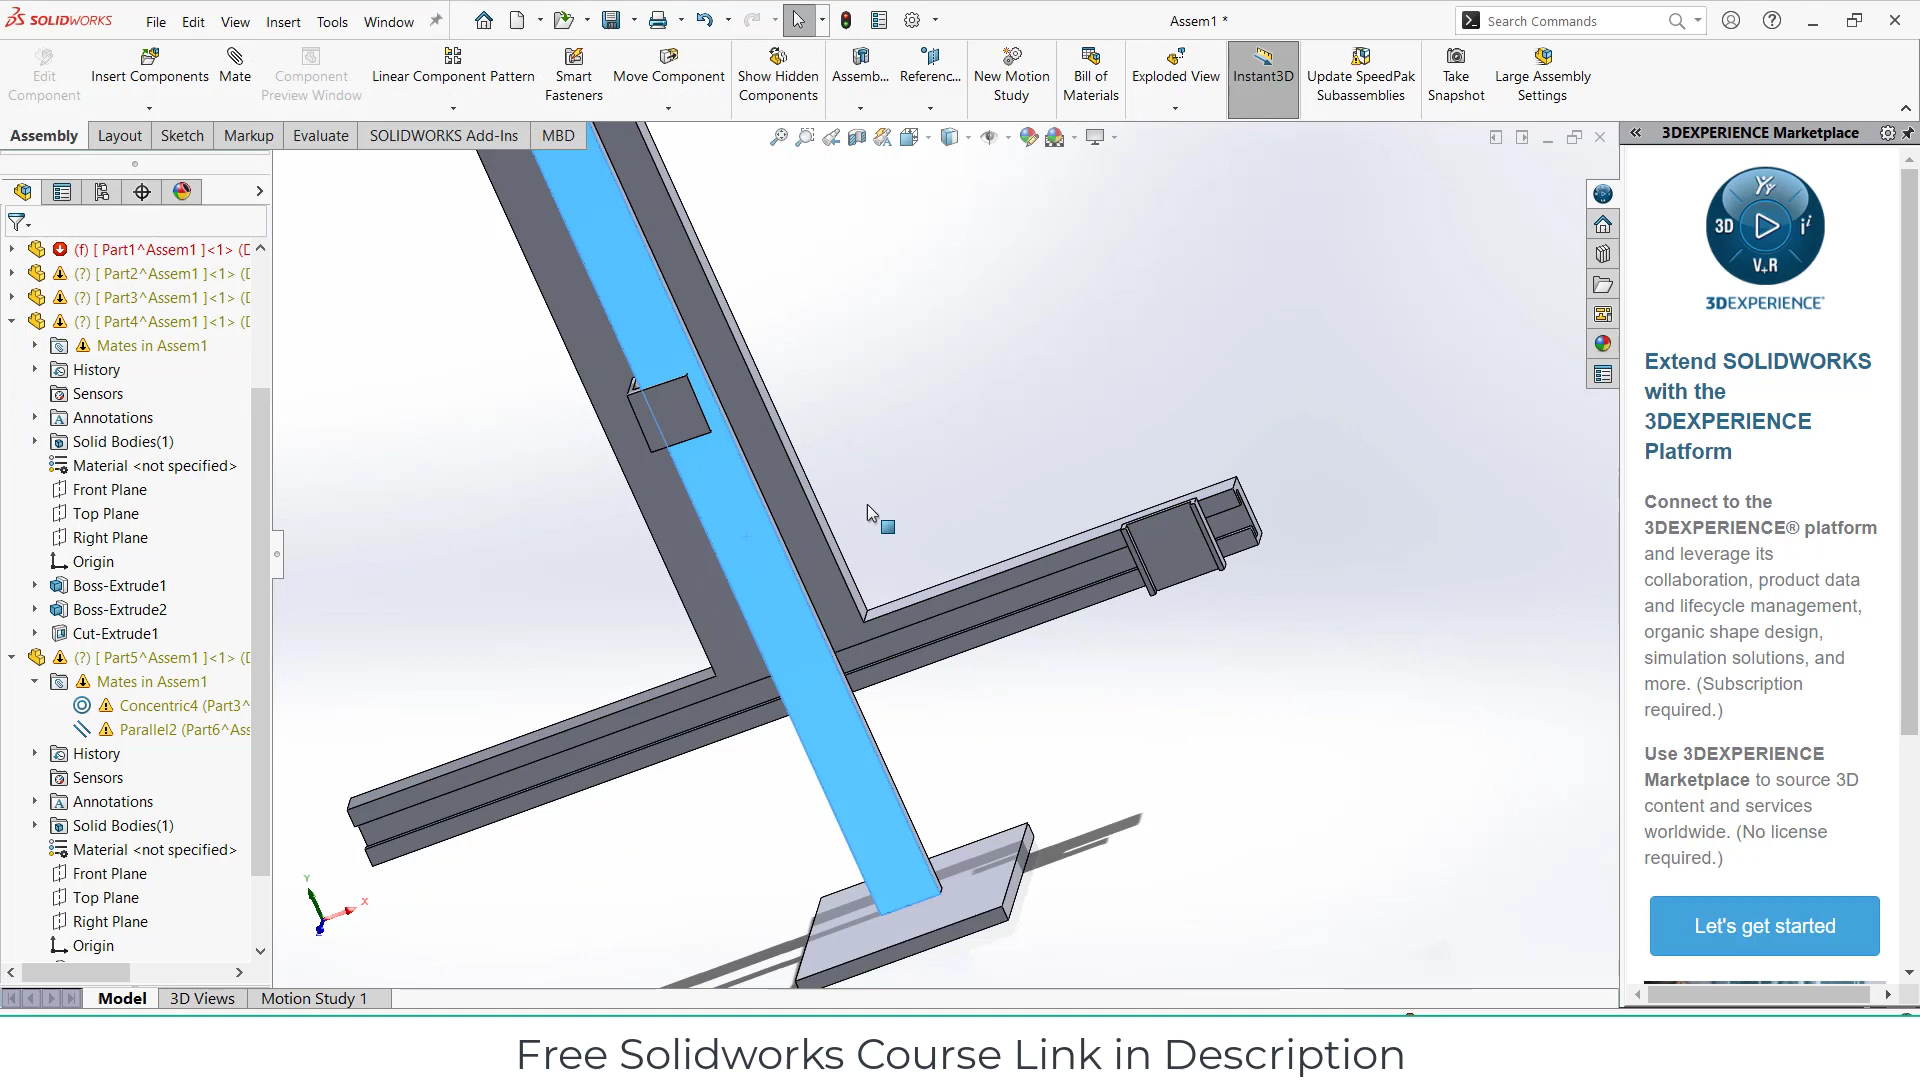 SOLIDWORKS File Edit View Insert Tools Window Assem1 * Search Commands
Edit Component
Insert Components
Mate
Component Preview Window
Linear Component Pattern
Smart Fasteners
Move Component
Show Hidden Components
Assemb...
Referenc...
New Motion Study
Bill of Materials
Exploded View
Instant3D
Update SpeedPak Subassemblies
Take Snapshot
Large Assembly Settings
Assembly Layout Sketch Markup Evaluate SOLIDWORKS Add-Ins MBD
(f) [ Part1^Assem1 ]<1> (D
(?) [ Part2^Assem1 ]<1> (D
(?) [ Part3^Assem1 ]<1> (D
(?) [ Part4^Assem1 ]<1> (D
Mates in Assem1
History
Sensors
Annotations
Solid Bodies(1)
Material <not specified>
Front Plane
Top Plane
Right Plane
Origin
Boss-Extrude1
Boss-Extrude2
Cut-Extrude1
(?) [ Part5^Assem1 ]<1> (D
Mates in Assem1
Concentric4 (Part3^
Parallel2 (Part6^Ass
History
Sensors
Annotations
Solid Bodies(1)
Material <not specified>
Front Plane
Top Plane
Right Plane
Origin
Y
X
Z
Model 3D Views Motion Study 1
3DEXPERIENCE Marketplace
3D
V+R
3DEXPERIENCE
Extend SOLIDWORKS
with the
3DEXPERIENCE
Platform
Connect to the
3DEXPERIENCE® platform
and leverage its
collaboration, product data
and lifecycle management,
organic shape design,
simulation solutions, and
more. (Subscription
required.)
Use 3DEXPERIENCE
Marketplace to source 3D
content and services
worldwide. (No license
required.)
Let's get started
Free Solidworks Course Link in Description